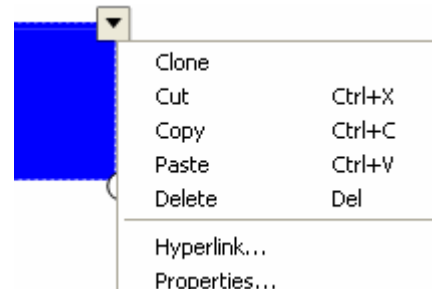 Clone
Cut Ctrl+X
Copy Ctrl+C
Paste Ctrl+V
Delete Del
Hyperlink...
Properties...